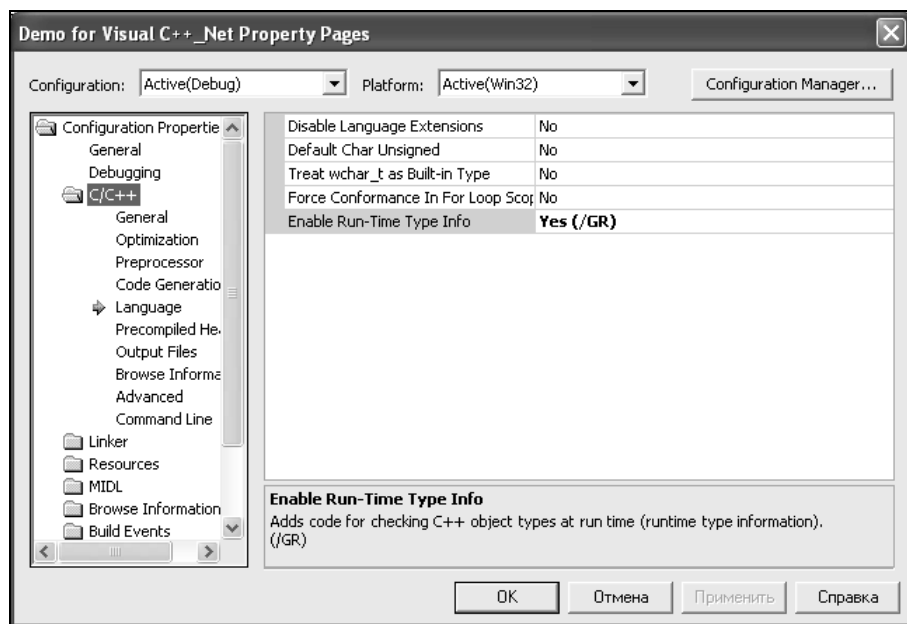 Demo for Visual C++_Net Property Pages
Configuration: Active(Debug) Platform: Active(Win32) Configuration Manager...
Configuration Propertie
General
Debugging
C/C++
General
Optimization
Preprocessor
Code Generatio
Language
Precompiled He
Output Files
Browse Informa
Advanced
Command Line
Linker
Resources
MIDL
Browse Information
Build Events
Disable Language Extensions No
Default Char Unsigned No
Treat wchar_t as Built-in Type No
Force Conformance In For Loop Scop No
Enable Run-Time Type Info Yes (/GR)
Enable Run-Time Type Info
Adds code for checking C++ object types at run time (runtime type information).
(/GR)
OK Отмена Применить Справка